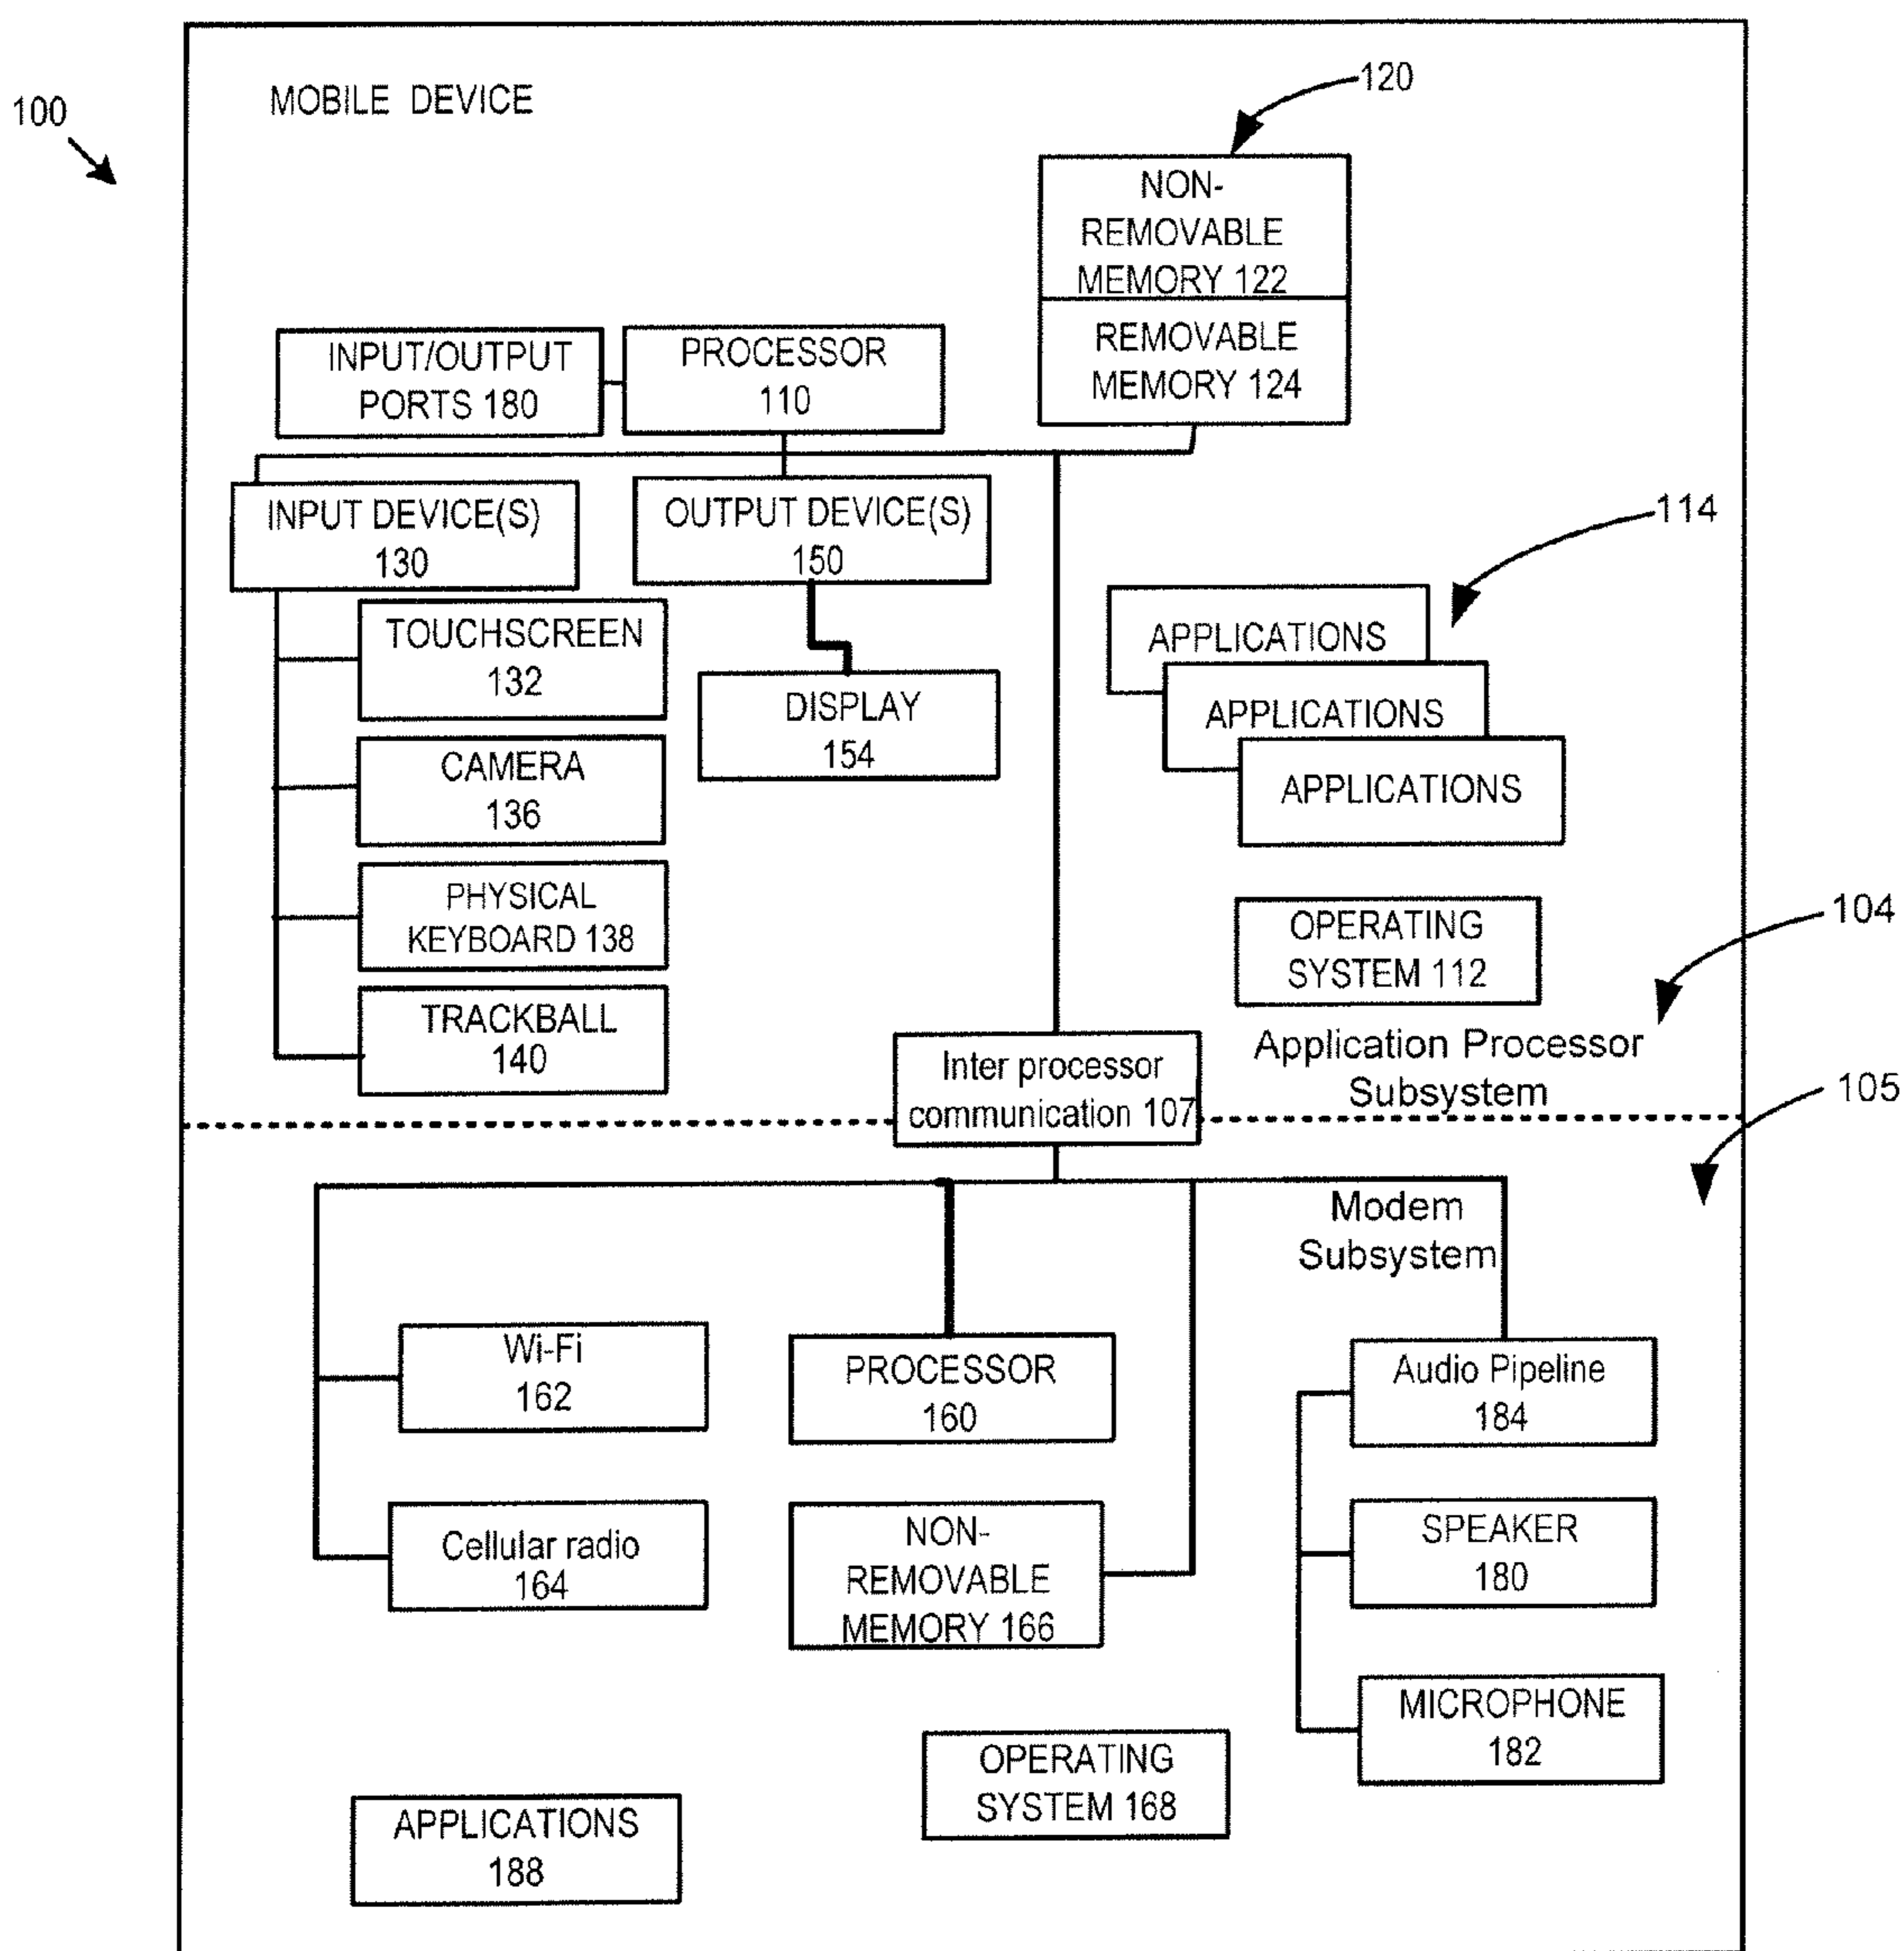 100
MOBILE DEVICE
120
NON-
REMOVABLE
MEMORY 122
REMOVABLE
MEMORY 124
INPUT/OUTPUT
PORTS 180
PROCESSOR
110
INPUT DEVICE(S)
130
OUTPUT DEVICE(S)
150
114
TOUCHSCREEN
132
DISPLAY
154
CAMERA
136
PHYSICAL
KEYBOARD 138
TRACKBALL
140
APPLICATIONS
APPLICATIONS
APPLICATIONS
OPERATING
SYSTEM 112
104
Application Processor
Subsystem
Inter processor
communication 107
105
Modem
Subsystem
Wi-Fi
162
PROCESSOR
160
Audio Pipeline
184
Cellular radio
164
NON-
REMOVABLE
MEMORY 166
SPEAKER
180
MICROPHONE
182
OPERATING
SYSTEM 168
APPLICATIONS
188